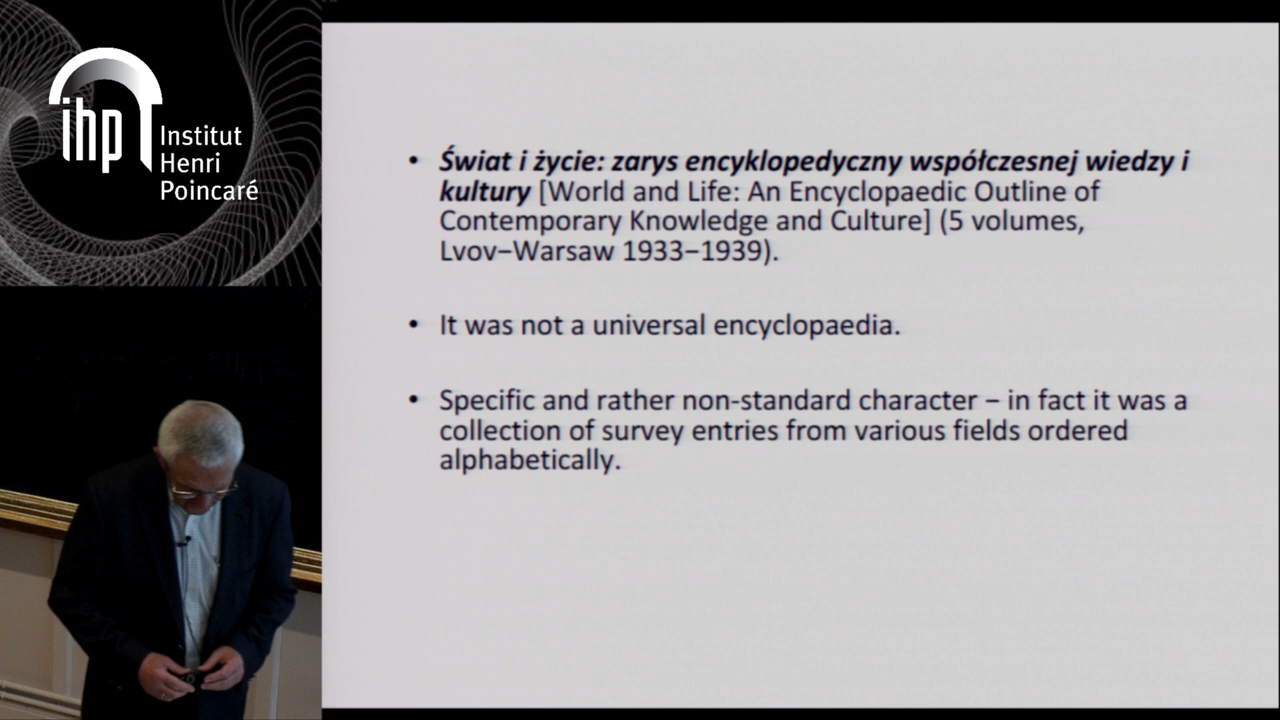 ihp
Institut
Henri
Poincaré
• Świat i życie: zarys encyklopedyczny współczesnej wiedzy i
kultury [World and Life: An Encyclopaedic Outline of
Contemporary Knowledge and Culture] (5 volumes,
Lvov−Warsaw 1933−1939).
• It was not a universal encyclopaedia.
• Specific and rather non-standard character − in fact it was a
collection of survey entries from various fields ordered
alphabetically.